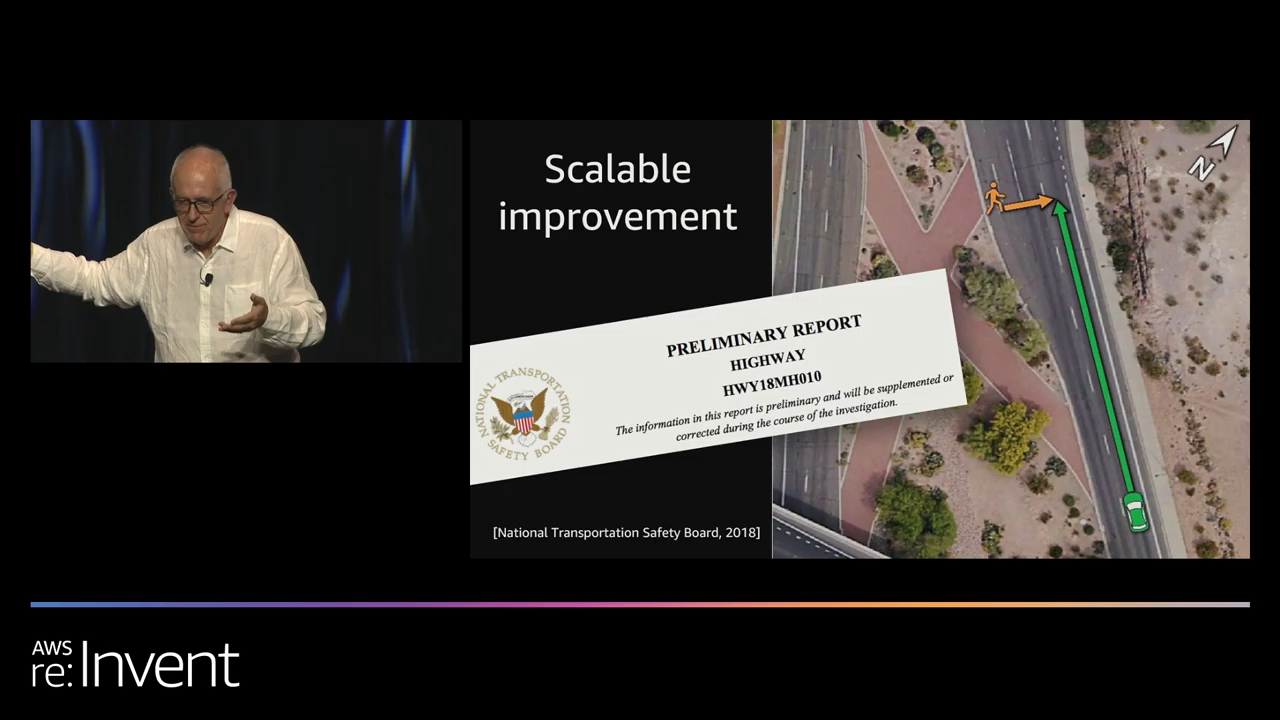 Scalable
improvement
N
PRELIMINARY REPORT
HIGHWAY
HWY18MH010
The information in this report is preliminary and will be supplemented or
corrected during the course of the investigation.
NATIONAL TRANSPORTATION
SAFETY BOARD
[National Transportation Safety Board, 2018]
AWS
re:Invent